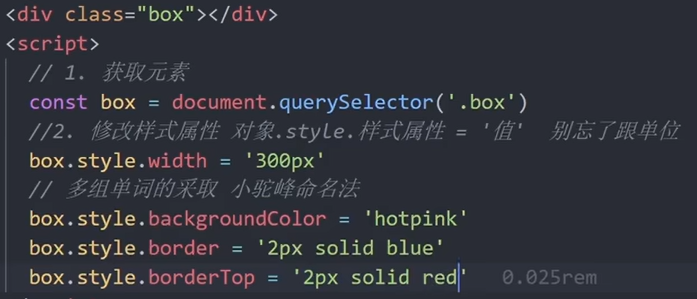 <div class="box"></div>
<script>
// 1. 获取元素
const box = document.querySelector('.box')
//2. 修改样式属性 对象.style.样式属性 = '值' 别忘了跟单位
box.style.width = '300px'
// 多组单词的采取 小驼峰命名法
box.style.backgroundColor = 'hotpink'
box.style.border = '2px solid blue'
box.style.borderTop = '2px solid red' 0.025rem